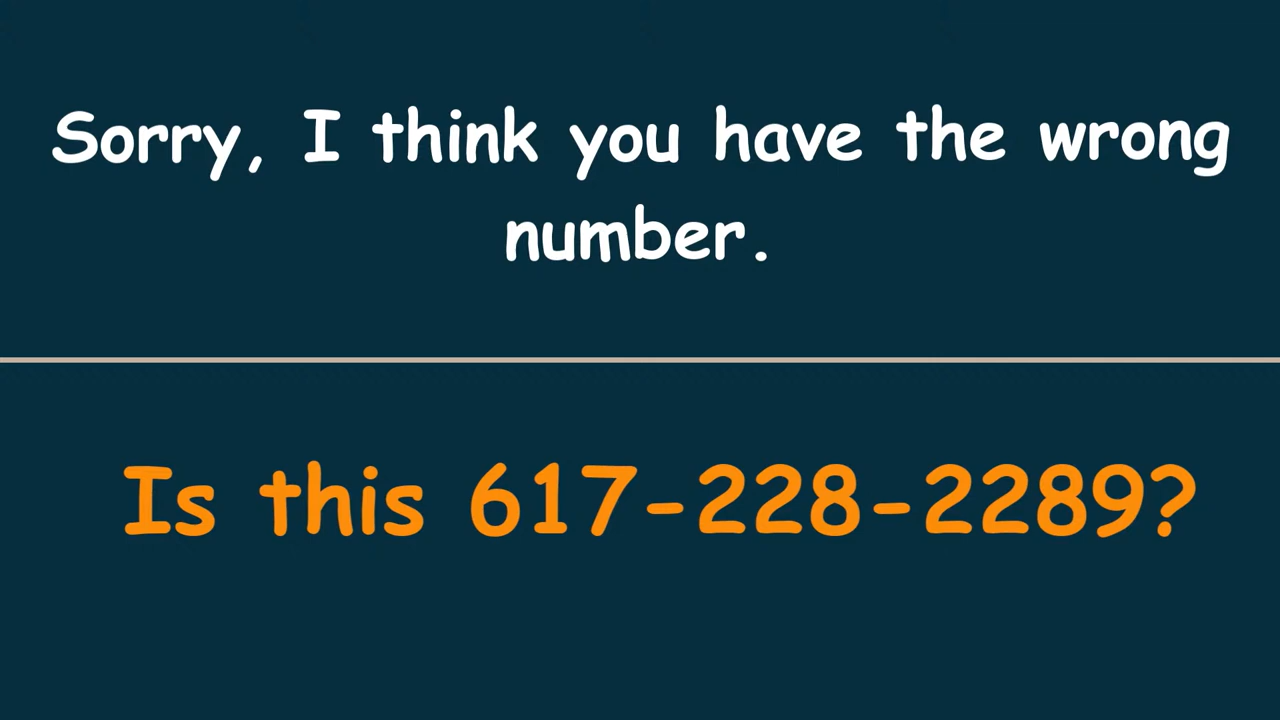 Sorry, I think you have the wrong
number.
Is this 617-228-2289?